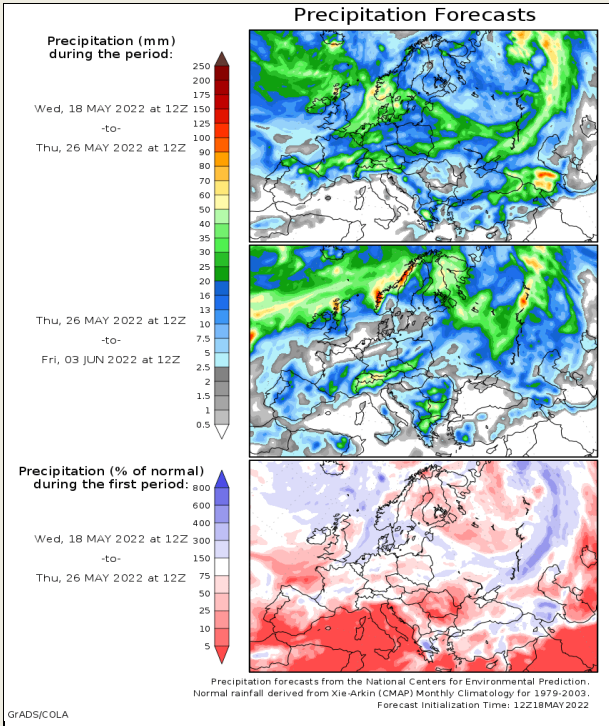 Precipitation Forecasts
Precipitation (mm)
during the period:
Wed, 18 MAY 2022 at 12Z
-to-
Thu, 26 MAY 2022 at 12Z
250
200
175
150
125
100
90
80
70
60
50
40
35
30
25
20
16
13
10
7.5
5
2.5
2
1.5
1
0.5
Thu, 26 MAY 2022 at 12Z
-to-
Fri, 03 JUN 2022 at 12Z
Precipitation (% of normal)
during the first period:
Wed, 18 MAY 2022 at 12Z
-to-
Thu, 26 MAY 2022 at 12Z
800
600
400
300
150
75
50
25
10
5
Precipitation forecasts from the National Centers for Environmental Prediction.
Normal rainfall derived from Xie-Arkin (CMAP) Monthly Climatology for 1979-2003.
Forecast Initialization Time: 12Z18MAY2022
GrADS/COLA